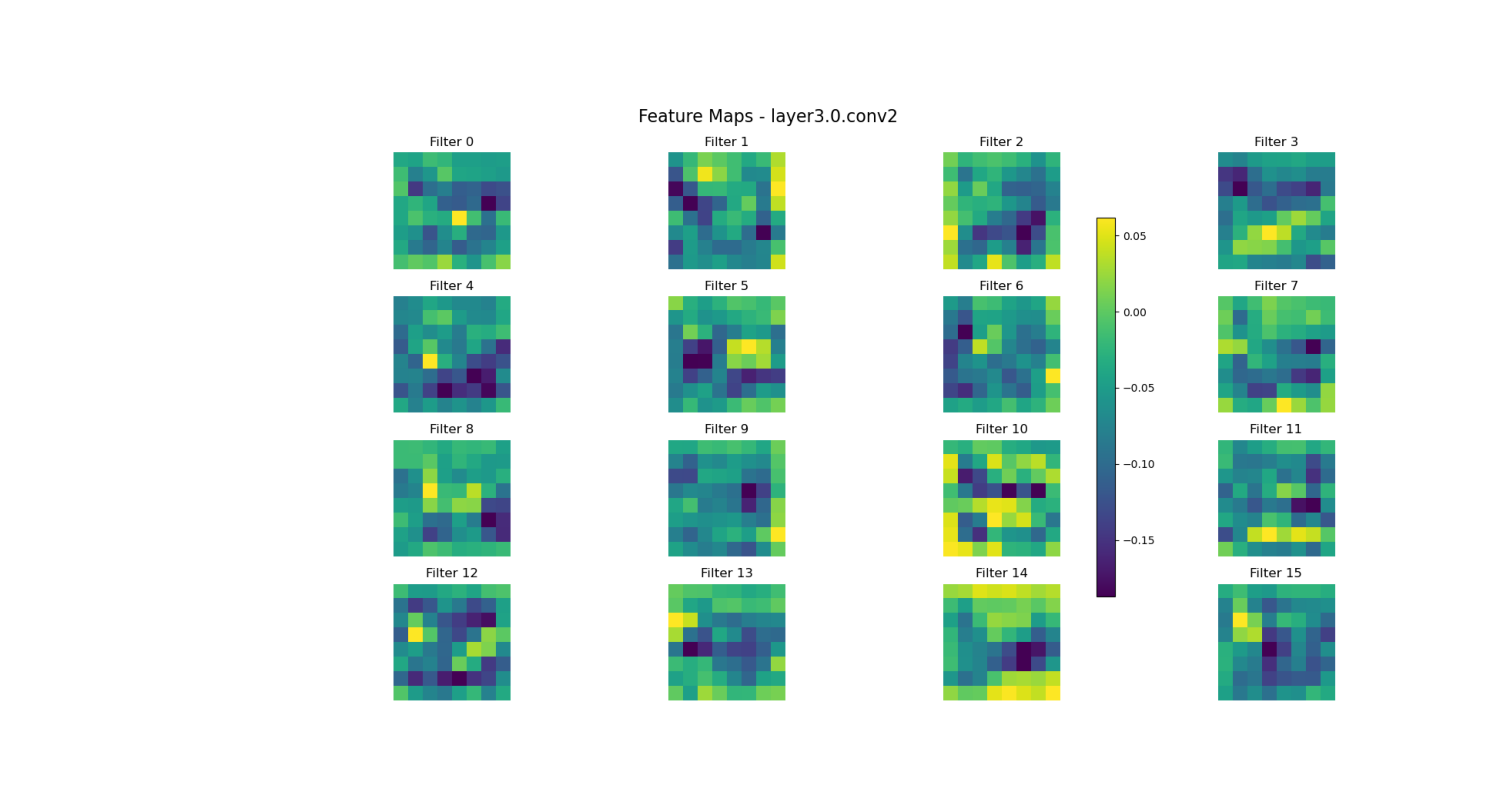 Feature Maps - layer3.0.conv2
Filter 0
Filter 1
Filter 2
Filter 3
Filter 4
Filter 5
Filter 6
Filter 7
Filter 8
Filter 9
Filter 10
Filter 11
Filter 12
Filter 13
Filter 14
Filter 15
0.05
0.00
−0.05
−0.10
−0.15